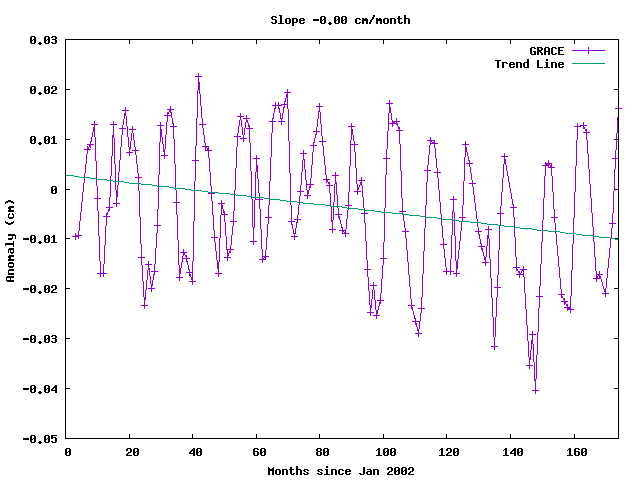 Slope -0.00 cm/month
0.03
0.02
0.01
0
-0.01
-0.02
-0.03
-0.04
-0.05
Anomaly (cm)
GRACE
Trend Line
0 20 40 60 80 100 120 140 160
Months since Jan 2002